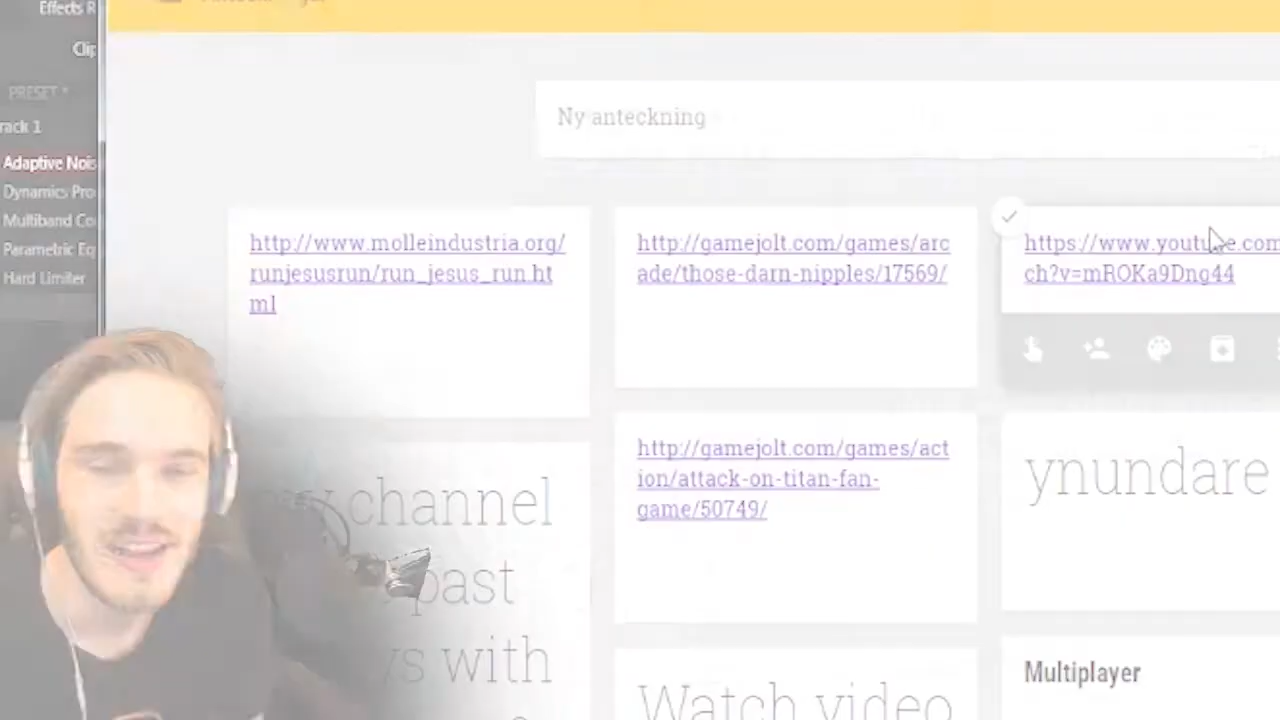 Effects R
Clip
PRESET *
rack 1
Adaptive Nois
Dynamics Pro
Multiband Co
Parametric Eq
Hard Limiter
Ny anteckning
http://www.molleindustria.org/
runjesusrun/run_jesus_run.ht
ml
http://gamejolt.com/games/arc
ade/those-darn-nipples/17569/
https://www.youtube.com
ch?v=mROKa9Dng44
http://gamejolt.com/games/act
ion/attack-on-titan-fan-
game/50749/
channel
past
with
ynundare
Watch video
Multiplayer